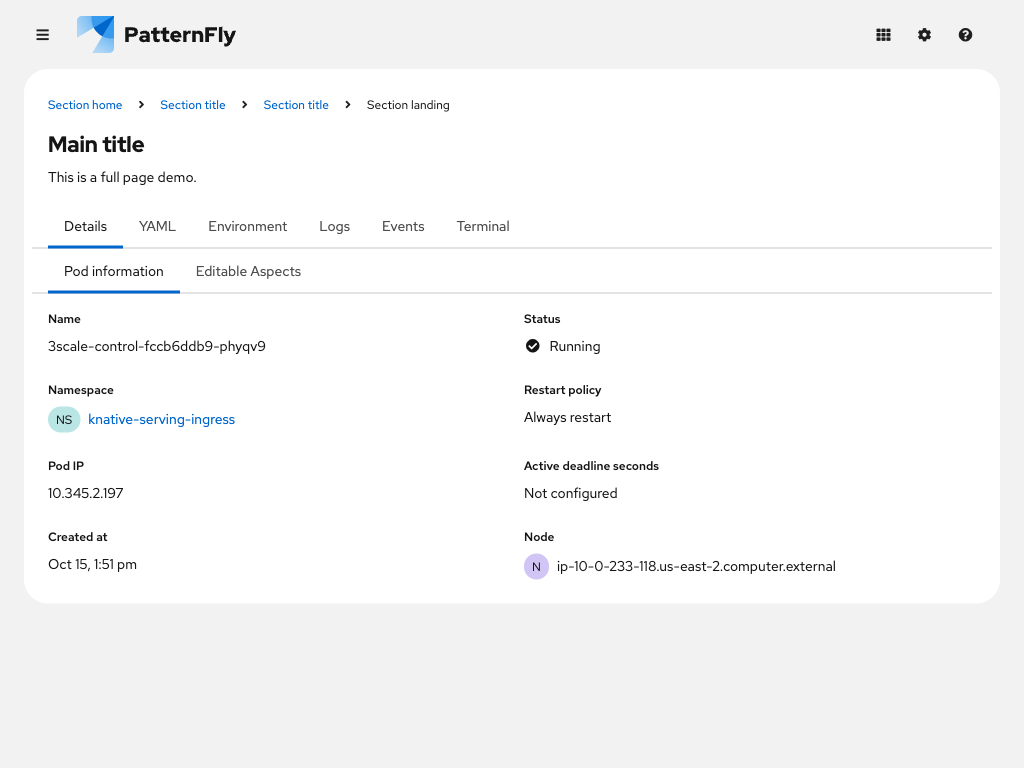 PatternFly
Section home Section title Section title Section landing
Main title
This is a full page demo.
Details YAML Environment Logs Events Terminal
Pod information Editable Aspects
Name
3scale-control-fccb6ddb9-phyqv9
Status
Running
Namespace
NS knative-serving-ingress
Restart policy
Always restart
Pod IP
10.345.2.197
Active deadline seconds
Not configured
Created at
Oct 15, 1:51 pm
Node
N ip-10-0-233-118.us-east-2.computer.external